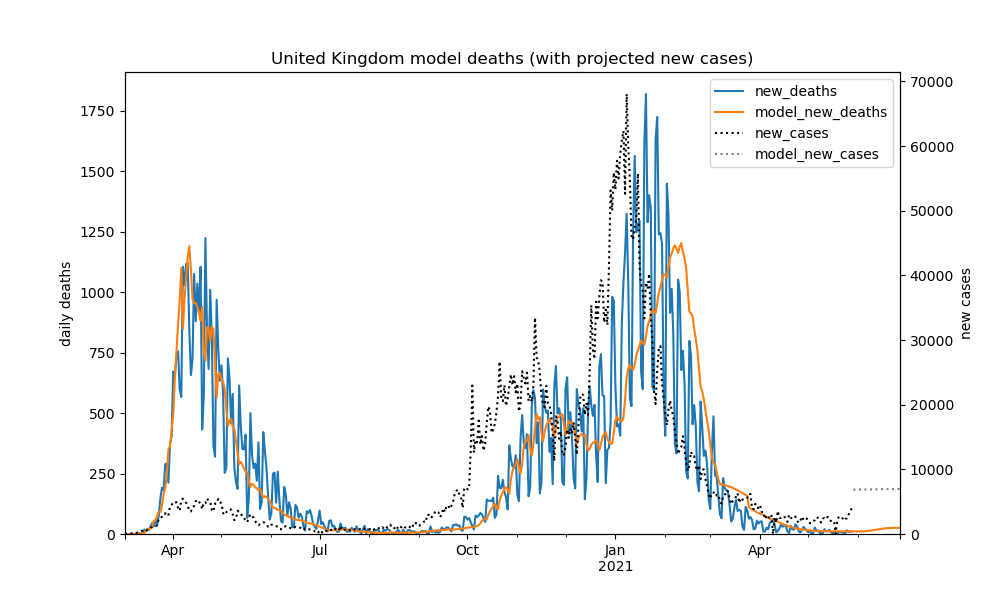 United Kingdom model deaths (with projected new cases)
new_deaths
model_new_deaths
new_cases
model_new_cases
daily deaths
1750
1500
1250
1000
750
500
250
0
70000
60000
50000
40000
30000
20000
10000
0
new cases
Apr
Jul
Oct
Jan
2021
Apr